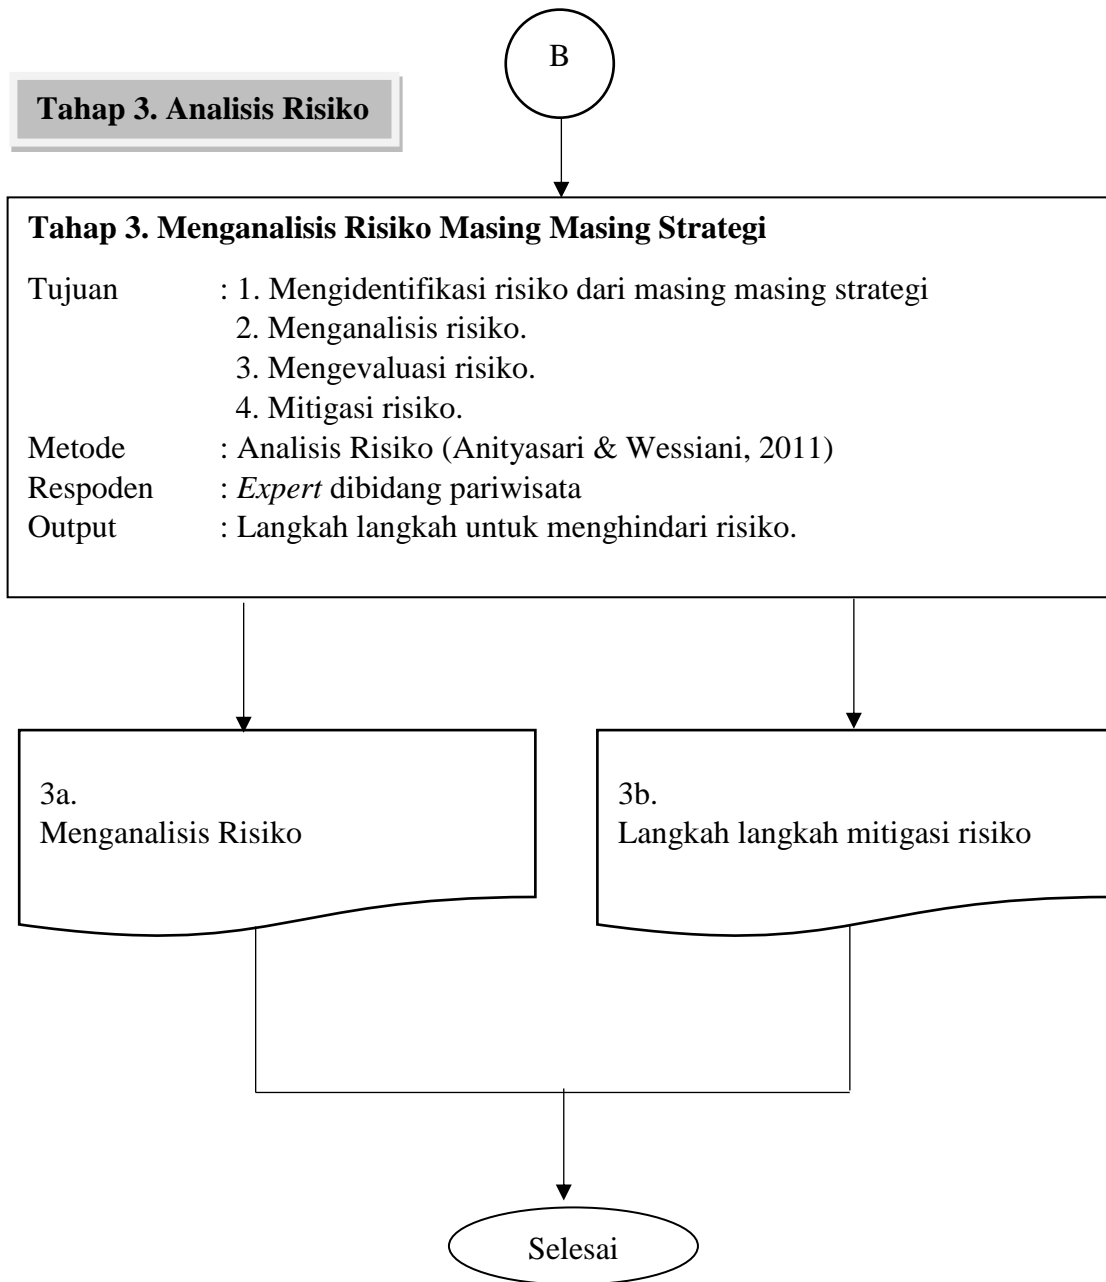 B
Tahap 3. Analisis Risiko
Tahap 3. Menganalisis Risiko Masing Masing Strategi
Tujuan : 1. Mengidentifikasi risiko dari masing masing strategi
2. Menganalisis risiko.
3. Mengevaluasi risiko.
4. Mitigasi risiko.
Metode : Analisis Risiko (Anityasari & Wessiani, 2011)
Respoden : Expert dibidang pariwisata
Output : Langkah langkah untuk menghindari risiko.
3a.
Menganalisis Risiko
3b.
Langkah langkah mitigasi risiko
Selesai